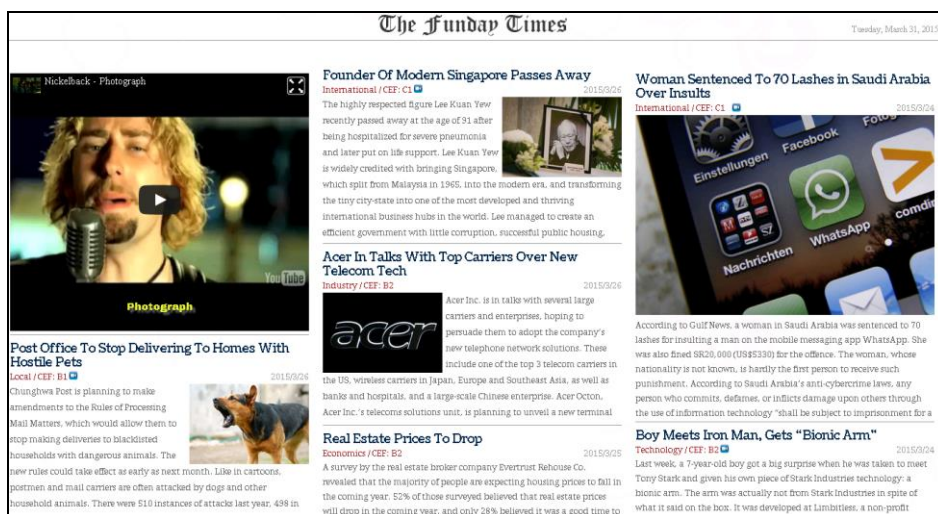 The Funday Times
Tuesday, March 31, 2015
Nickelback - Photograph
YouTube
Photograph
Post Office To Stop Delivering To Homes With
Hostile Pets
Local / CEF: B1
2015/3/26
Chunghwa Post is planning to make
amendments to the Rules of Processing
Mail Matters, which would allow them to
stop making deliveries to blacklisted
households with dangerous animals. The
new rules could take effect as early as next month. Like in cartoons,
postmen and mail carriers are often attacked by dogs and other
household animals. There were 510 instances of attacks last year, 498 in
Founder Of Modern Singapore Passes Away
International / CEF: C1
2015/3/26
The highly respected figure Lee Kuan Yew
recently passed away at the age of 91 after
being hospitalized for severe pneumonia
and later put on life support. Lee Kuan Yew
is widely credited with bringing Singapore,
which split from Malaysia in 1965, into the modern era, and transforming
the tiny city-state into one of the most developed and thriving
international business hubs in the world. Lee managed to create an
efficient government with little corruption, successful public housing,
Acer In Talks With Top Carriers Over New
Telecom Tech
Industry / CEF: B2
2015/3/26
acer
Acer Inc. is in talks with several large
carriers and enterprises, hoping to
persuade them to adopt the company's
new telephone network solutions. These
include one of the top 3 telecom carriers in
the US, wireless carriers in Japan, Europe and Southeast Asia, as well as
banks and hospitals, and a large-scale Chinese enterprise. Acer Octon,
Acer Inc.'s telecoms solutions unit, is planning to unveil a new terminal
Real Estate Prices To Drop
Economics / CEF: B2
2015/3/25
A survey by the real estate broker company Evertrust Rehouse Co.
revealed that the majority of people are expecting housing prices to fall in
the coming year. 52% of those surveyed believed that real estate prices
will drop in the coming year, and only 28% believed it was a good time to
Woman Sentenced To 70 Lashes in Saudi Arabia
Over Insults
International / CEF: C1
2015/3/24
Einstellungen
Facebook
Nachrichten
WhatsApp
According to Gulf News, a woman in Saudi Arabia was sentenced to 70
lashes for insulting a man on the mobile messaging app WhatsApp. She
was also fined SR20,000 (US$5330) for the offence. The woman, whose
nationality is not known, is hardly the first person to receive such
punishment. According to Saudi Arabia's anti-cybercrime laws, any
person who commits, defames, or inflicts damage upon others through
the use of information technology "shall be subject to imprisonment for a
Boy Meets Iron Man, Gets “Bionic Arm”
Technology / CEF: B2
2015/3/24
Last week, a 7-year-old boy got a big surprise when he was taken to meet
Tony Stark and given his own piece of Stark Industries technology: a
bionic arm. The arm was actually not from Stark Industries in spite of
what it said on the box. It was developed at Limbitless, a non-profit